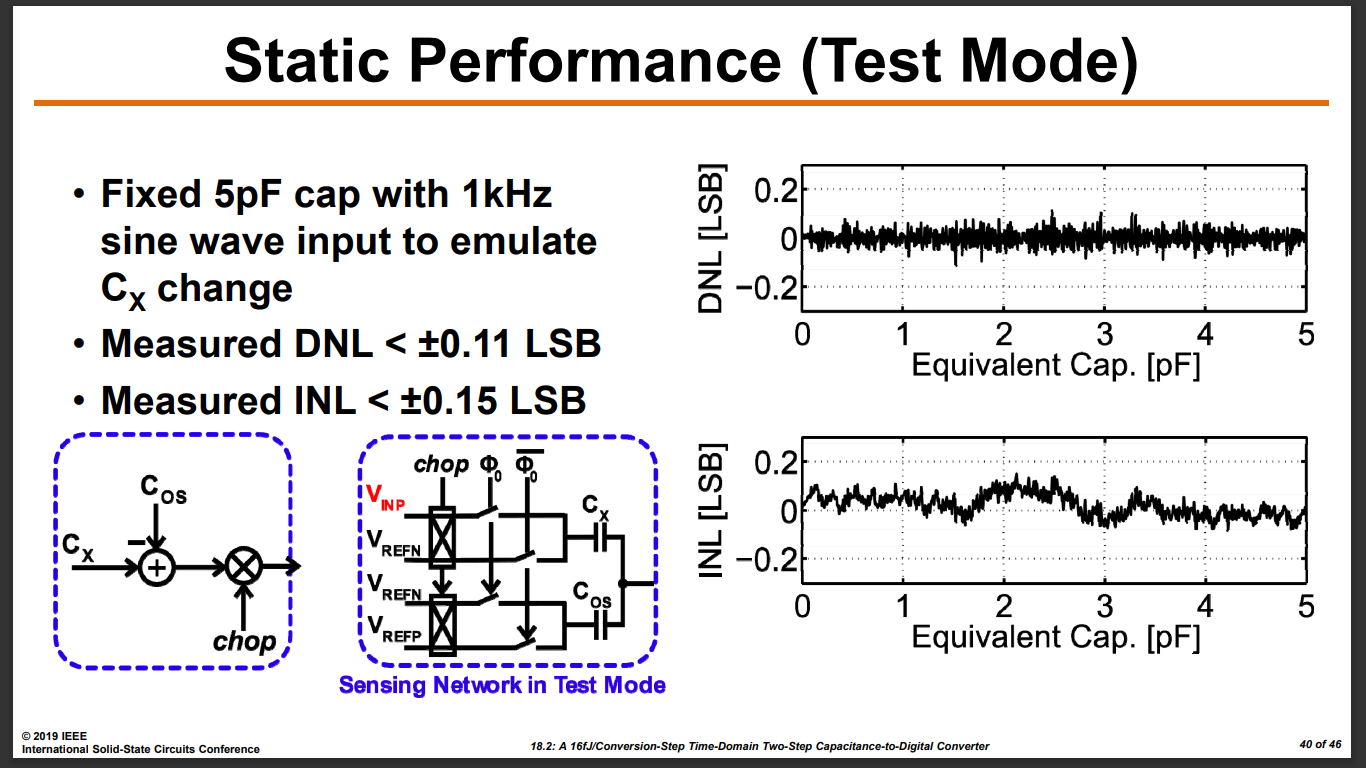 Static Performance (Test Mode)
• Fixed 5pF cap with 1kHz
sine wave input to emulate
CX change
• Measured DNL < ±0.11 LSB
• Measured INL < ±0.15 LSB
COS
−
CX
+
chop
chop Φ0 Φ̅0
VINP
VREFN
VREFN
VREFP
CX
COS
Sensing Network in Test Mode
DNL [LSB]
0.2
0
−0.2
0 1 2 3 4 5
Equivalent Cap. [pF]
INL [LSB]
0.2
0
−0.2
0 1 2 3 4 5
Equivalent Cap. [pF]
© 2019 IEEE
International Solid-State Circuits Conference
18.2: A 16fJ/Conversion-Step Time-Domain Two-Step Capacitance-to-Digital Converter
40 of 46